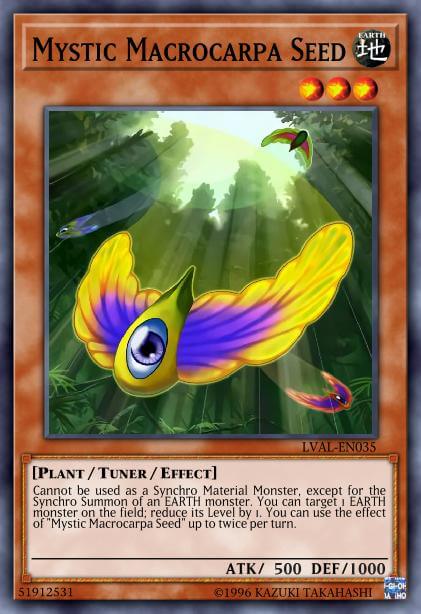 MYSTIC MACROCARPA SEED
EARTH
地
LVAL-EN035
[PLANT / TUNER / EFFECT]
Cannot be used as a Synchro Material Monster, except for the
Synchro Summon of an EARTH monster. You can target 1 EARTH
monster on the field; reduce its Level by 1. You can use the effect
of "Mystic Macrocarpa Seed" up to twice per turn.
ATK/ 500 DEF/1000
51912531
©1996 KAZUKI TAKAHASHI